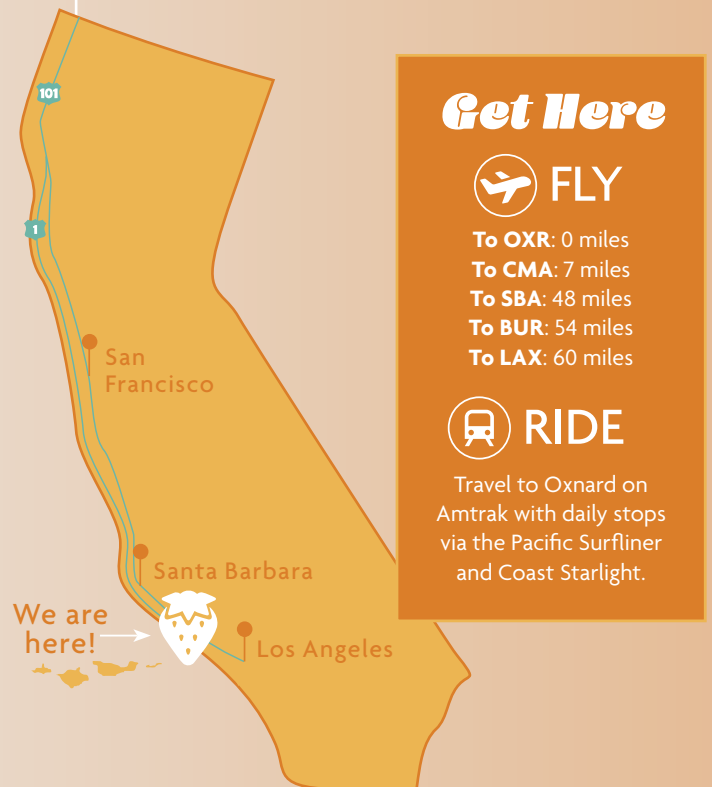 101
1
San
Francisco
Santa Barbara
We are
here!
Los Angeles
Get Here
FLY
To OXR: 0 miles
To CMA: 7 miles
To SBA: 48 miles
To BUR: 54 miles
To LAX: 60 miles
RIDE
Travel to Oxnard on
Amtrak with daily stops
via the Pacific Surfliner
and Coast Starlight.